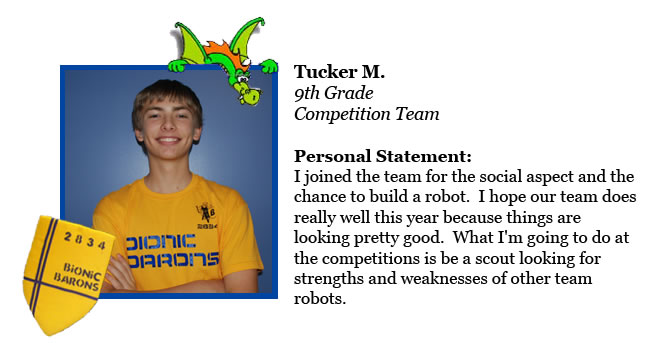 Tucker M.
9th Grade
Competition Team
Personal Statement:
I joined the team for the social aspect and the
chance to build a robot.  I hope our team does
really well this year because things are
looking pretty good.  What I'm going to do at
the competitions is be a scout looking for
strengths and weaknesses of other team
robots.
2834
BIONIC
BARONS
2834
BiONiC
BARONS